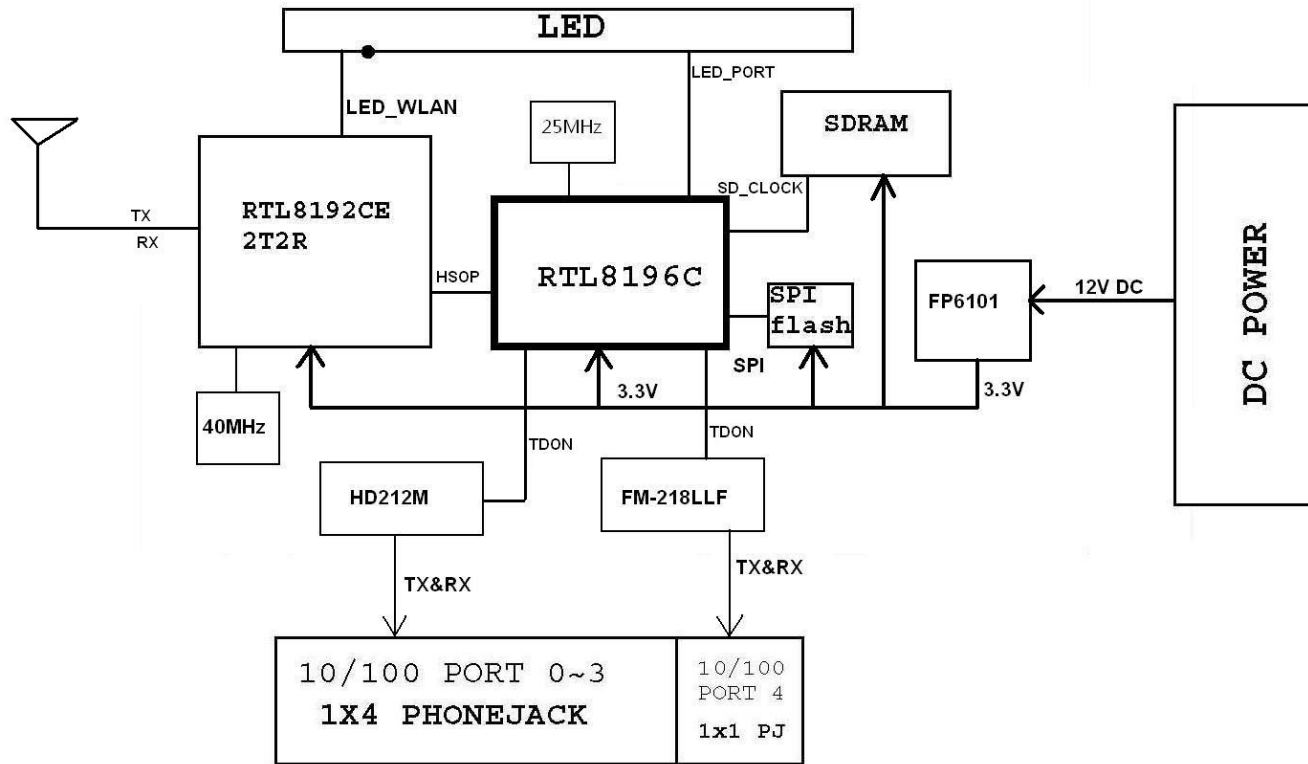 LED
LED_WLAN
LED_PORT
25MHz
SDRAM
SD_CLOCK
TX
RX
RTL8192CE
2T2R
HSOP
RTL8196C
SPI
flash
SPI
FP6101
12V DC
DC POWER
3.3V
3.3V
40MHz
TDON
TDON
HD212M
FM-218LLF
TX&RX
TX&RX
10/100 PORT 0~3
1X4 PHONEJACK
10/100
PORT 4
1x1 PJ